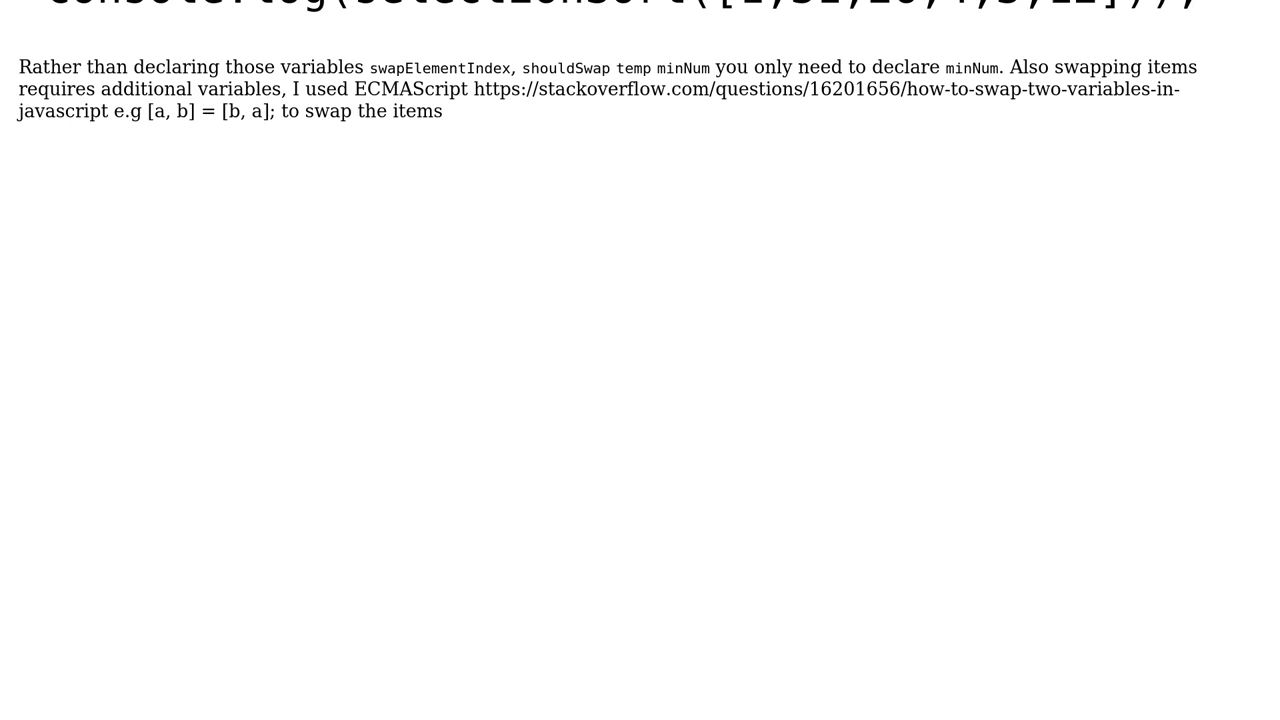 Rather than declaring those variables swapElementIndex, shouldSwap temp minNum you only need to declare minNum. Also swapping items
requires additional variables, I used ECMAScript https://stackoverflow.com/questions/16201656/how-to-swap-two-variables-in-
javascript e.g [a, b] = [b, a]; to swap the items